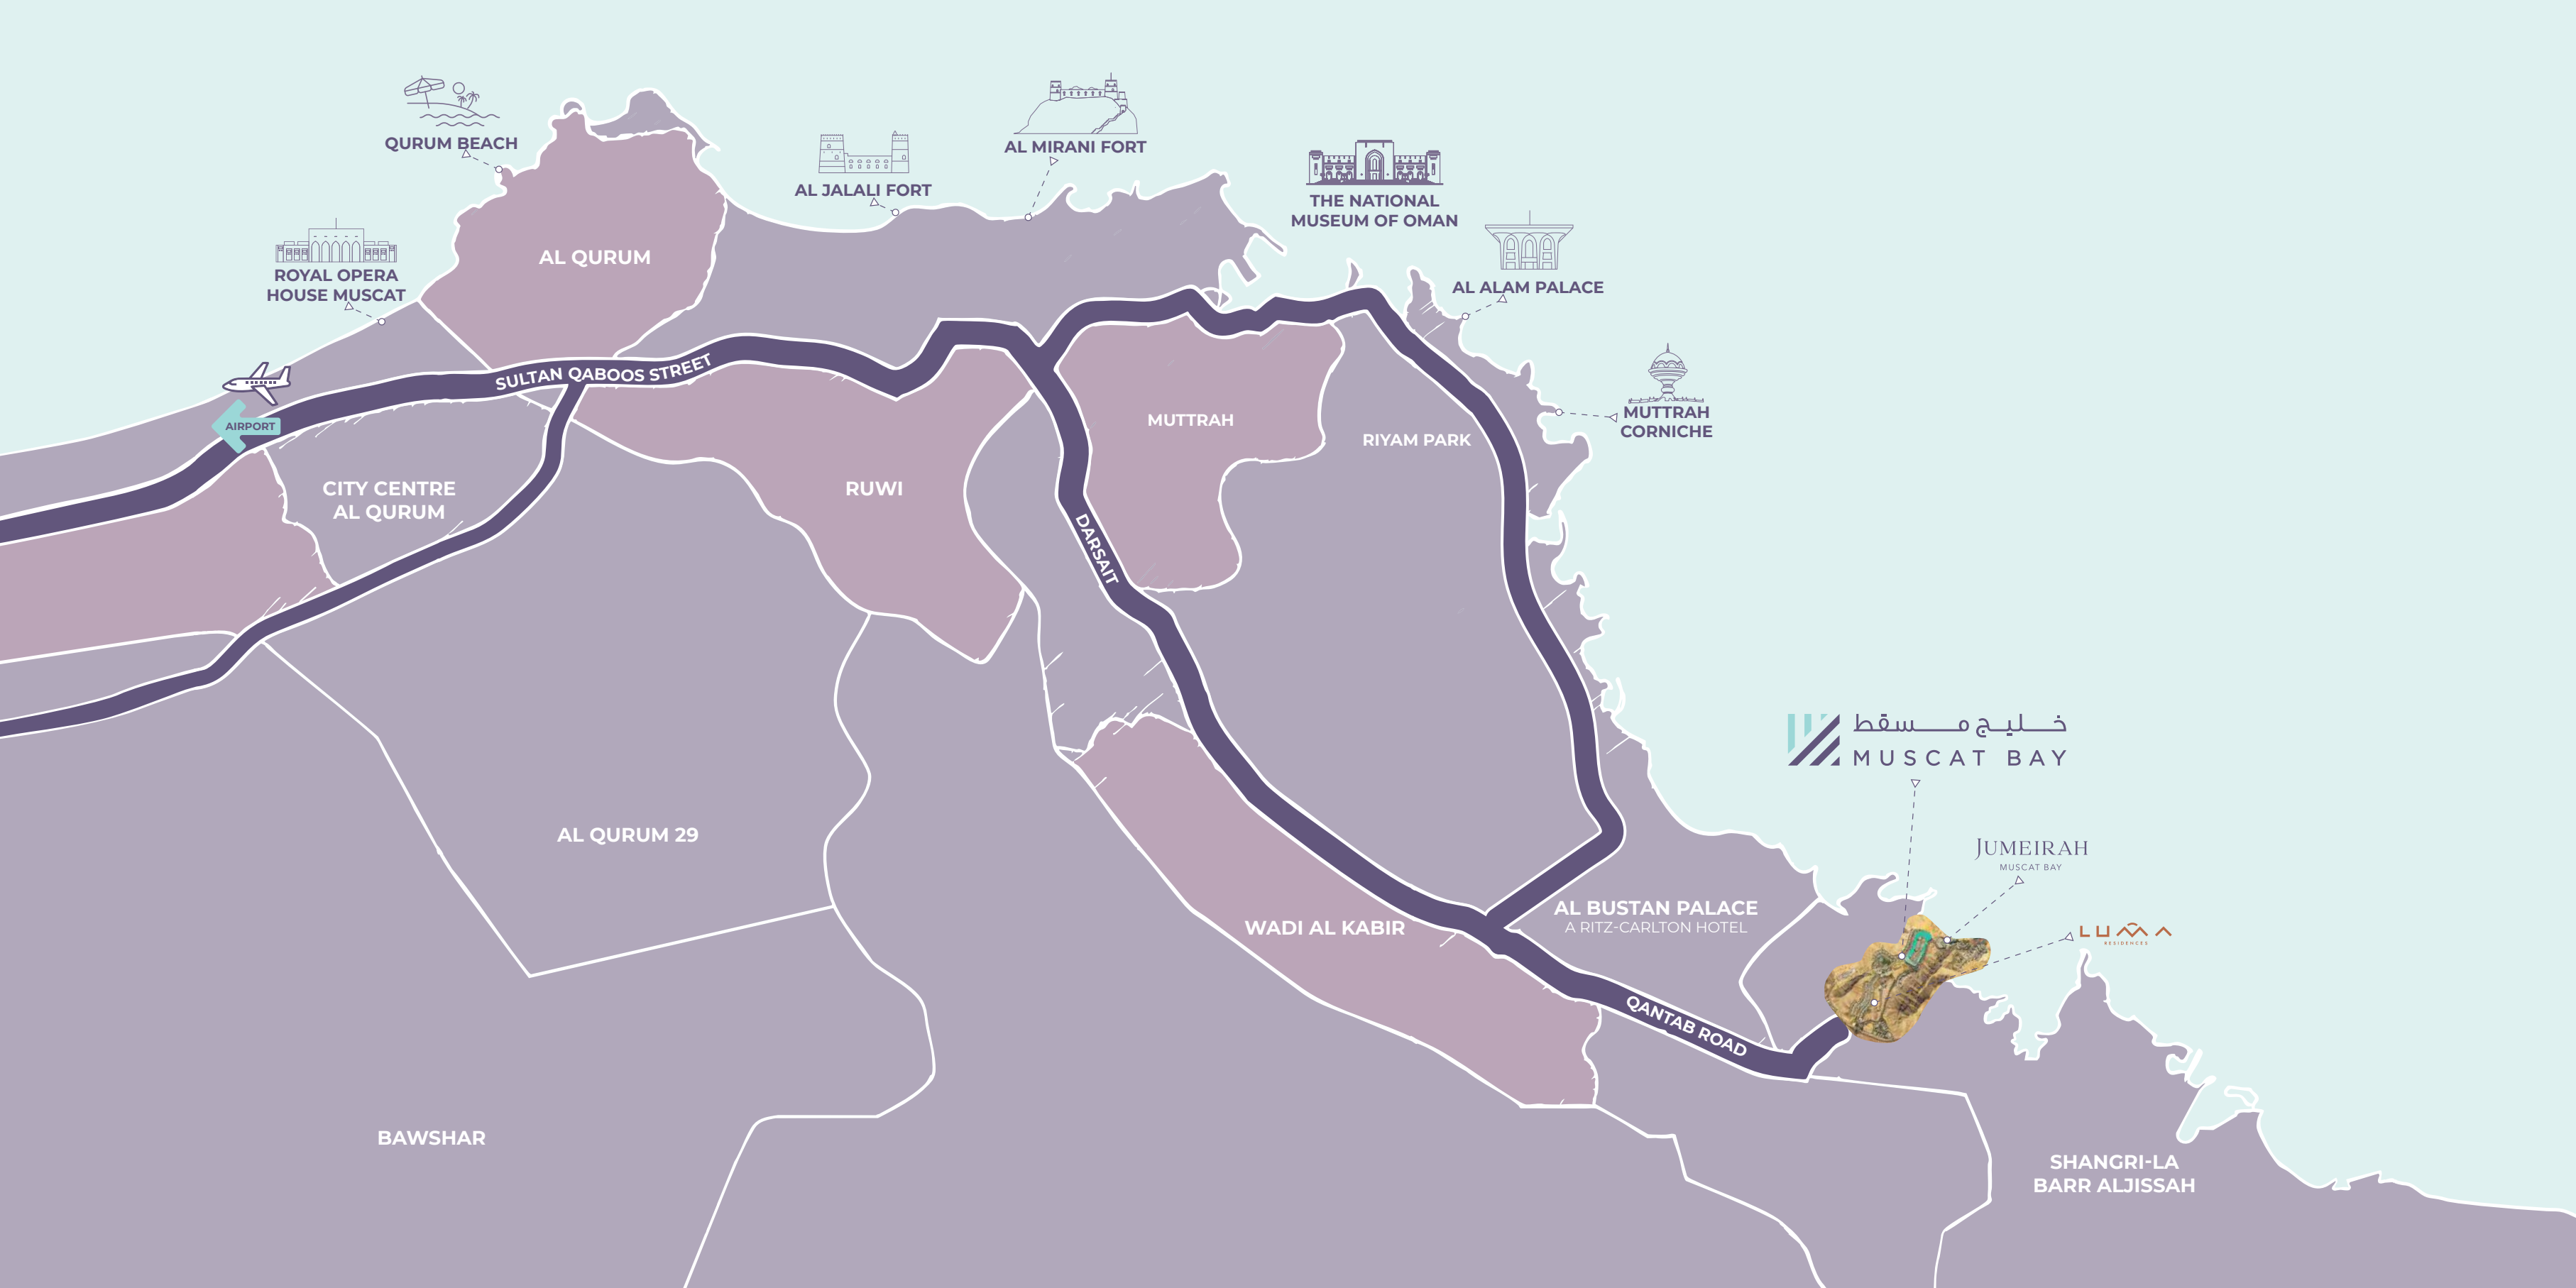 QURUM BEACH
ROYAL OPERA
HOUSE MUSCAT
AL JALALI FORT
AL MIRANI FORT
THE NATIONAL
MUSEUM OF OMAN
AL ALAM PALACE
MUTTRAH
CORNICHE
AL QURUM
SULTAN QABOOS STREET
AIRPORT
CITY CENTRE
AL QURUM
RUWI
MUTTRAH
RIYAM PARK
DARSAIT
AL QURUM 29
خليج مسقط
MUSCAT BAY
JUMEIRAH
MUSCAT BAY
LUMA
RESIDENCES
WADI AL KABIR
AL BUSTAN PALACE
A RITZ-CARLTON HOTEL
QANTAB ROAD
BAWSHAR
SHANGRI-LA
BARR ALJISSAH